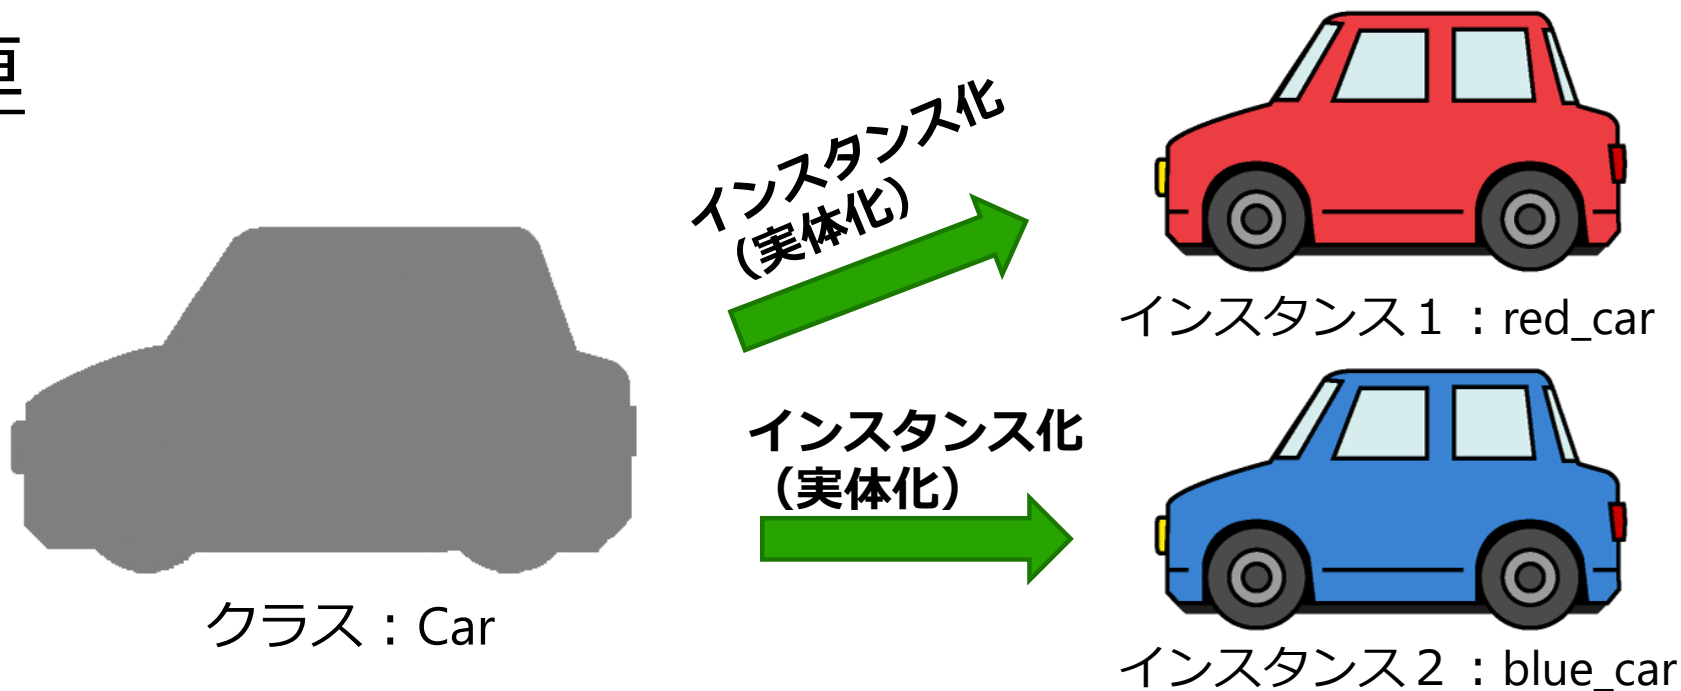 インスタンス化
（実体化）
インスタンス１：red_car
インスタンス化
（実体化）
クラス：Car
インスタンス２：blue_car